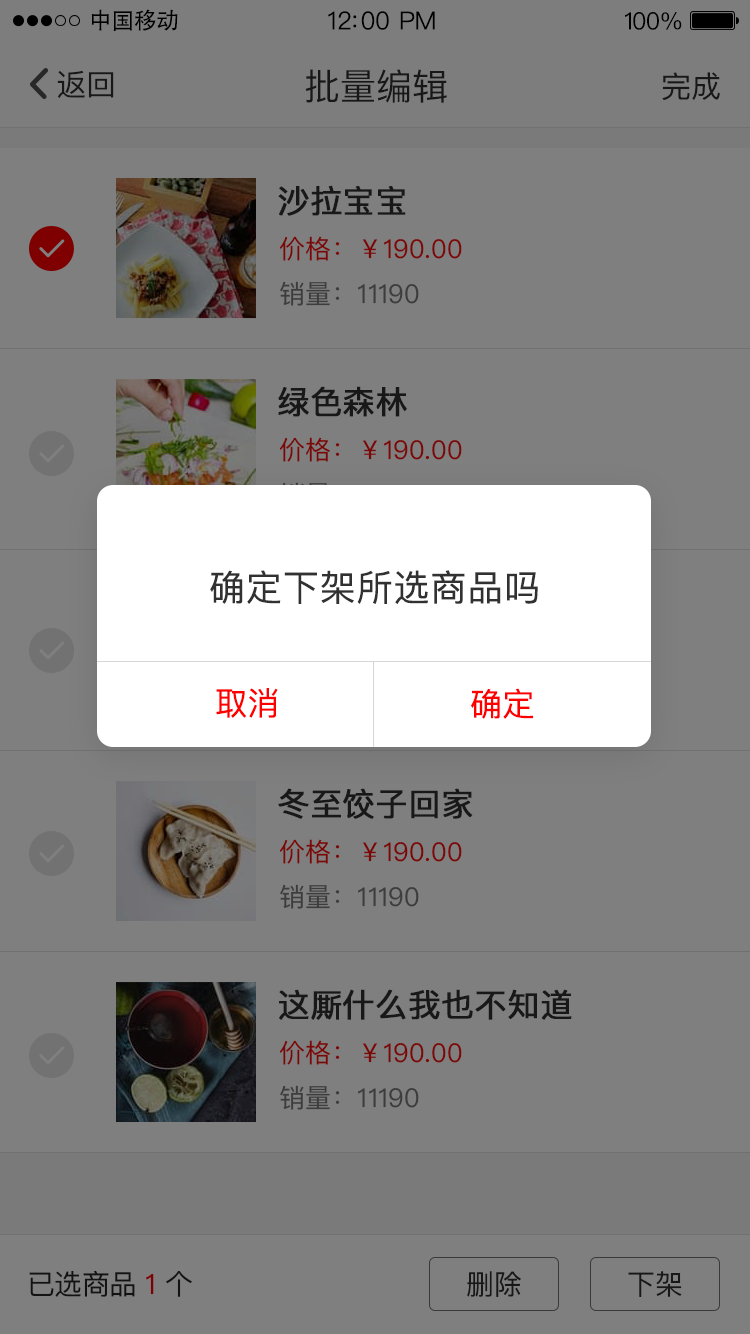 中国移动 12:00 PM 100%
返回 批量编辑 完成
沙拉宝宝
价格：￥190.00
销量：11190
绿色森林
价格：￥190.00
确定下架所选商品吗
取消 确定
冬至饺子回家
价格：￥190.00
销量：11190
这厮什么我也不知道
价格：￥190.00
销量：11190
已选商品 1 个 删除 下架